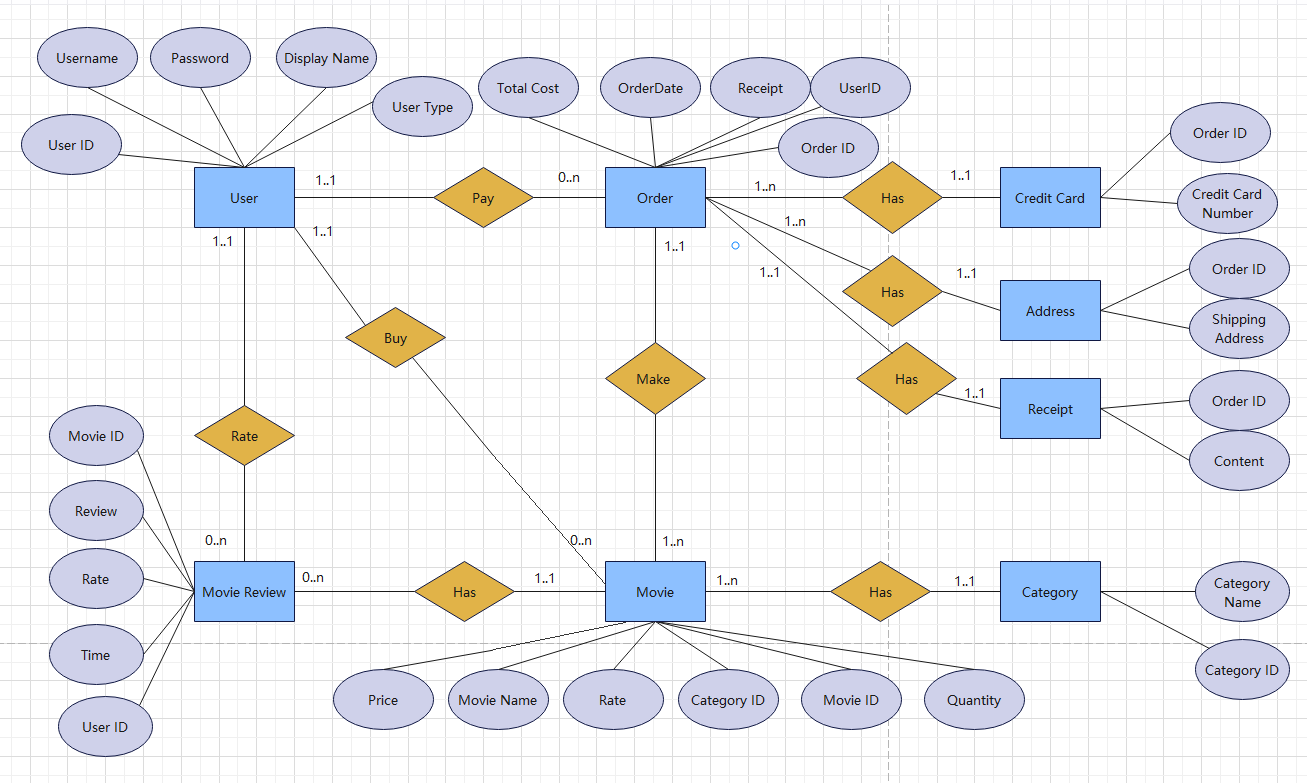 Username
Password
Display Name
User Type
User ID
Total Cost
OrderDate
Receipt
UserID
Order ID
Order ID
Credit Card
Number
User
1..1
Pay
0..n
Order
1..n
Has
1..1
Credit Card
1..1
1..1
1..1
1..n
1..1
Has
1..1
Address
Order ID
Shipping
Address
Buy
Make
Has
1..1
Receipt
Order ID
Content
Rate
Movie ID
Review
Rate
Time
User ID
0..n
0..n
1..n
Movie Review
0..n
Has
1..1
Movie
1..n
Has
1..1
Category
Category
Name
Category ID
Price
Movie Name
Rate
Category ID
Movie ID
Quantity